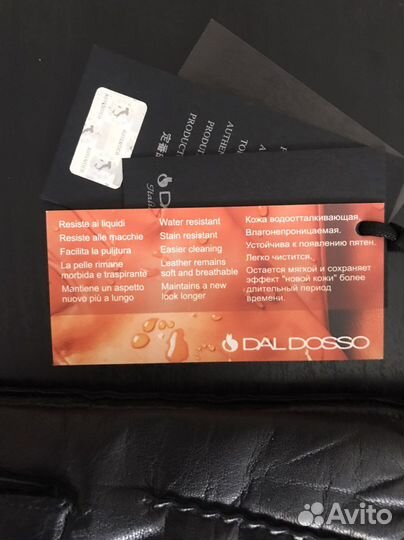 Resiste ai liquidi
Resiste alle macchie
Facilita la pulitura
La pelle rimane
morbida e traspirante
Mantiene un aspetto
nuovo più a lungo
Water resistant
Stain resistant
Easier cleaning
Leather remains
soft and breathable
Maintains a new
look longer
Кожа водоотталкивающая.
Влагонепроницаемая.
Устойчива к появлению пятен.
Легко чистится.
Остается мягкой и сохраняет
эффект "новой кожи" более
длительный период
времени.
DAL DOSSO
Avito